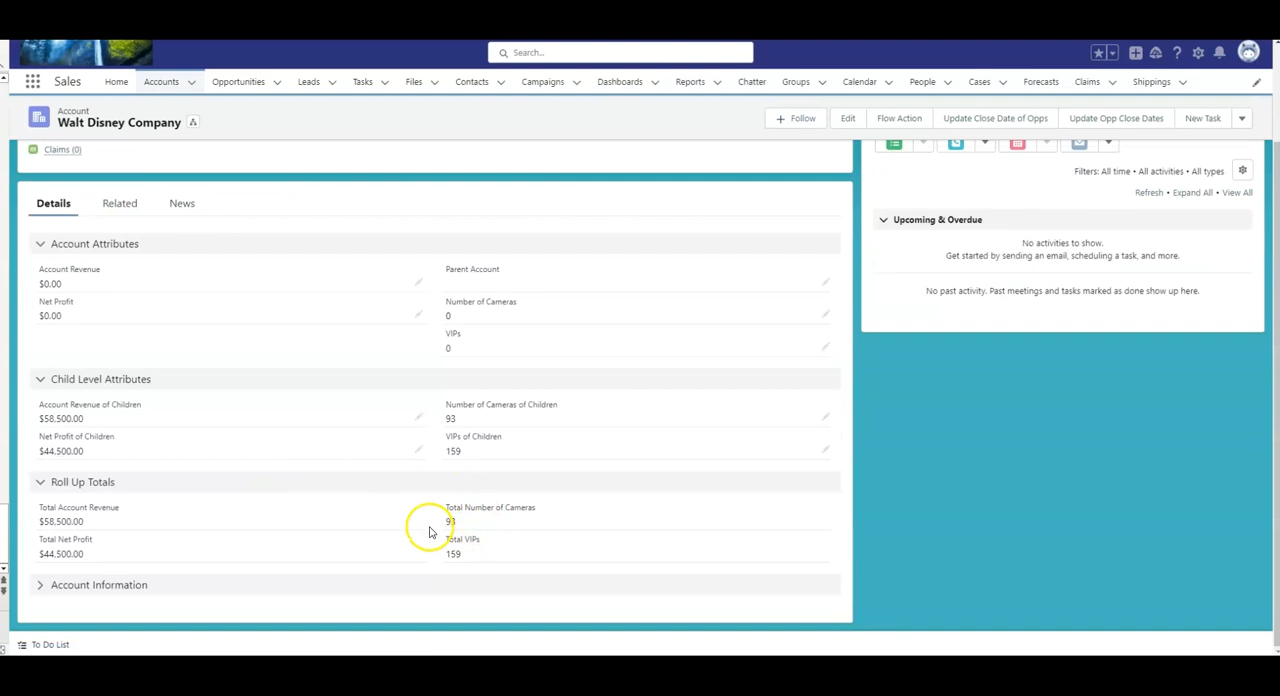 Search...
Sales
Home
Accounts
Opportunities
Leads
Tasks
Files
Contacts
Campaigns
Dashboards
Reports
Chatter
Groups
Calendar
People
Cases
Forecasts
Claims
Shippings
Account
Walt Disney Company
Follow
Edit
Flow Action
Update Close Date of Opps
Update Opp Close Dates
New Task
Claims (0)
Filters: All time • All activities • All types
Refresh • Expand All • View All
Details
Related
News
Upcoming & Overdue
No activities to show.
Get started by sending an email, scheduling a task, and more.
No past activity. Past meetings and tasks marked as done show up here.
Account Attributes
Account Revenue
$0.00
Parent Account
Net Profit
$0.00
Number of Cameras
0
VIPs
0
Child Level Attributes
Account Revenue of Children
$58,500.00
Number of Cameras of Children
93
Net Profit of Children
$44,500.00
VIPs of Children
159
Roll Up Totals
Total Account Revenue
$58,500.00
Total Number of Cameras
93
Total Net Profit
$44,500.00
Total VIPs
159
Account Information
To Do List